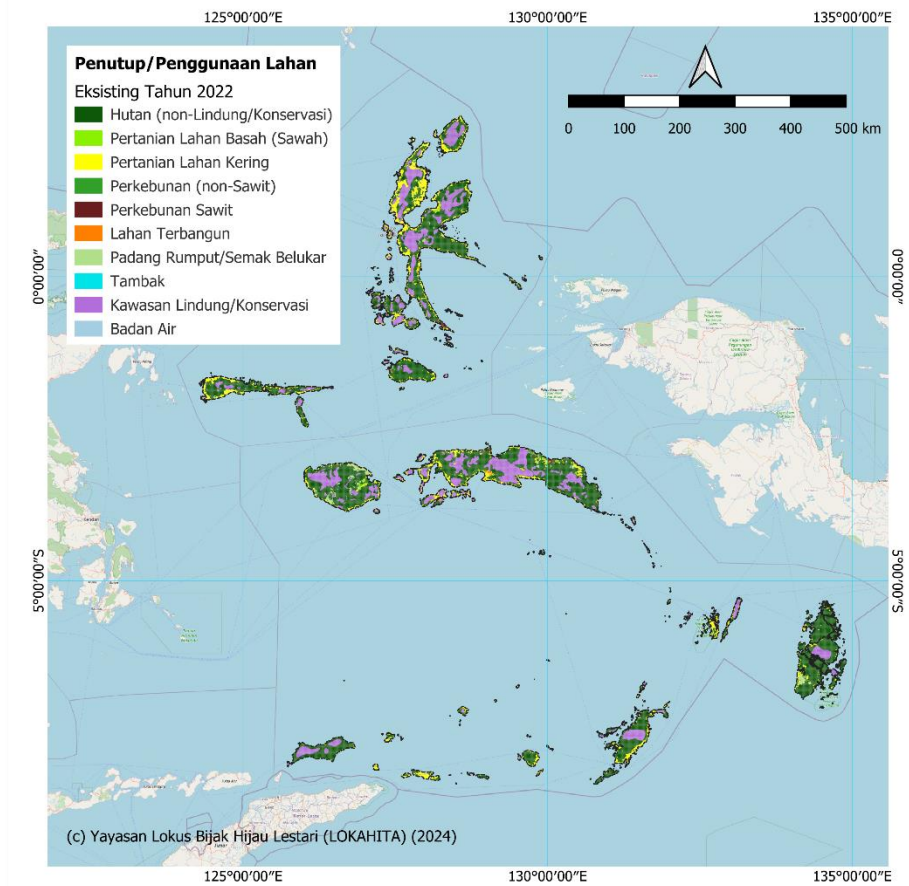 125°00′00″E
130°00′00″E
135°00′00″E
Penutup/Penggunaan Lahan
Eksisting Tahun 2022
Hutan (non-Lindung/Konservasi)
Pertanian Lahan Basah (Sawah)
Pertanian Lahan Kering
Perkebunan (non-Sawit)
Perkebunan Sawit
Lahan Terbangun
Padang Rumput/Semak Belukar
Tambak
Kawasan Lindung/Konservasi
Badan Air
0 100 200 300 400 500 km
0°00′00″
0°00′00″
5°00′00″S
5°00′00″S
(c) Yayasan Lokus Bijak Hijau Lestari (LOKAHITA) (2024)
125°00′00″E
130°00′00″E
135°00′00″E